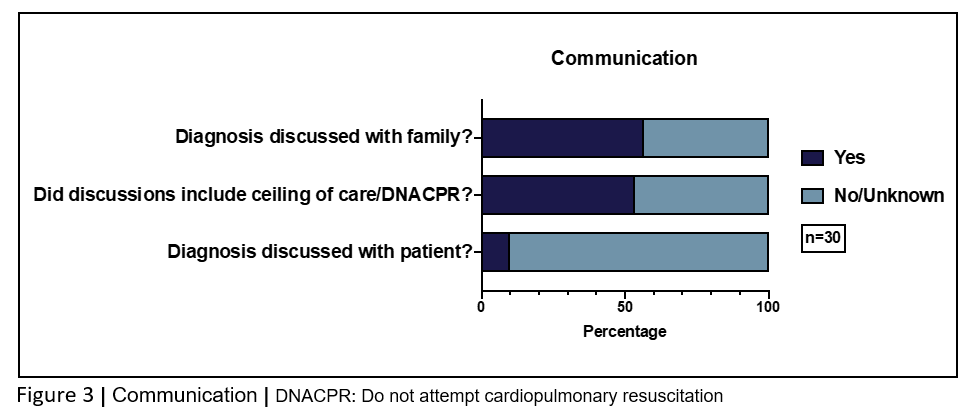 Communication
Diagnosis discussed with family?
Did discussions include ceiling of care/DNACPR?
Diagnosis discussed with patient?
Yes
No/Unknown
n=30
0 50 100
Percentage
Figure 3 | Communication | DNACPR: Do not attempt cardiopulmonary resuscitation